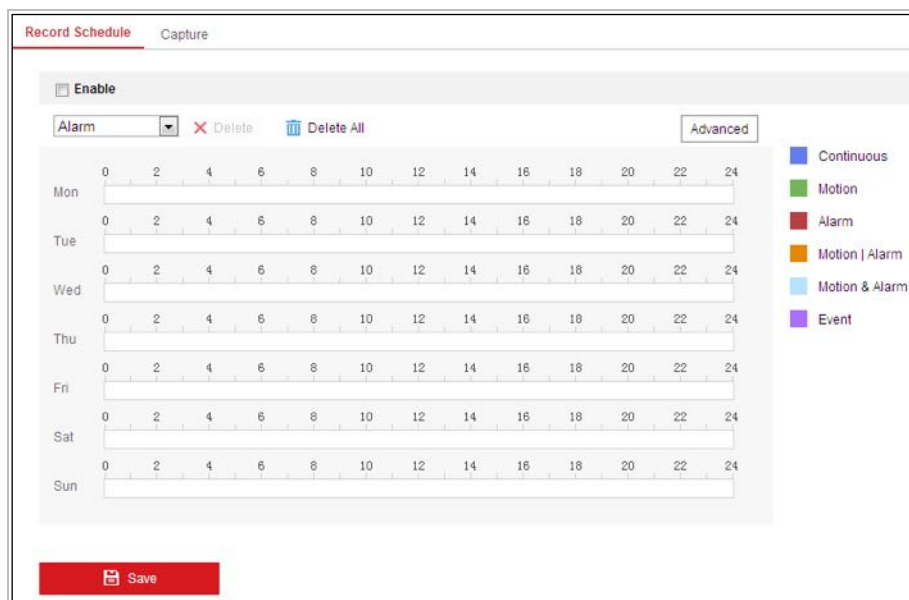 Record Schedule Capture
Enable
Alarm Delete Delete All Advanced
Continuous
0 2 4 6 8 10 12 14 16 18 20 22 24
Mon
Motion
0 2 4 6 8 10 12 14 16 18 20 22 24
Tue
Alarm
0 2 4 6 8 10 12 14 16 18 20 22 24
Wed
Motion | Alarm
0 2 4 6 8 10 12 14 16 18 20 22 24
Thu
Motion & Alarm
0 2 4 6 8 10 12 14 16 18 20 22 24
Fri
Event
0 2 4 6 8 10 12 14 16 18 20 22 24
Sat
0 2 4 6 8 10 12 14 16 18 20 22 24
Sun
Save